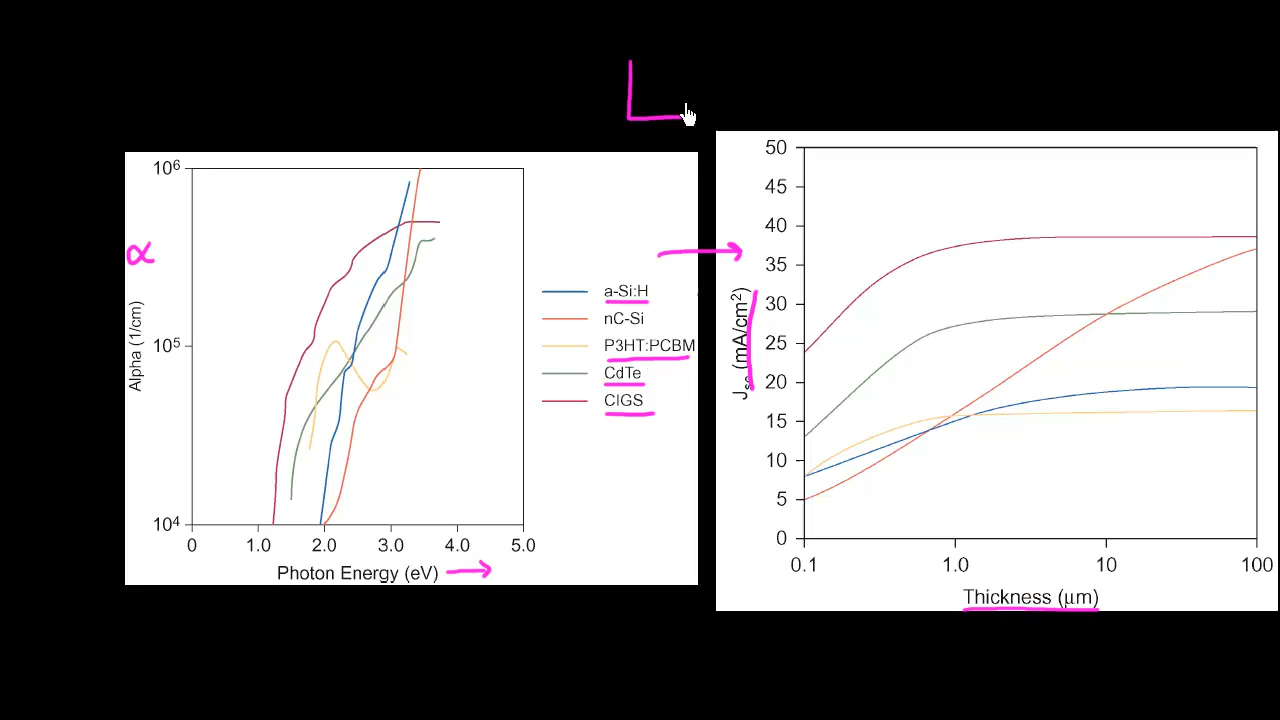 L
α
10⁶
10⁵
10⁴
Alpha (1/cm)
0 1.0 2.0 3.0 4.0 5.0
Photon Energy (eV)
a-Si:H
nC-Si
P3HT:PCBM
CdTe
CIGS
50
45
40
35
30
25
20
15
10
5
0
Jsc (mA/cm²)
0.1 1.0 10 100
Thickness (μm)